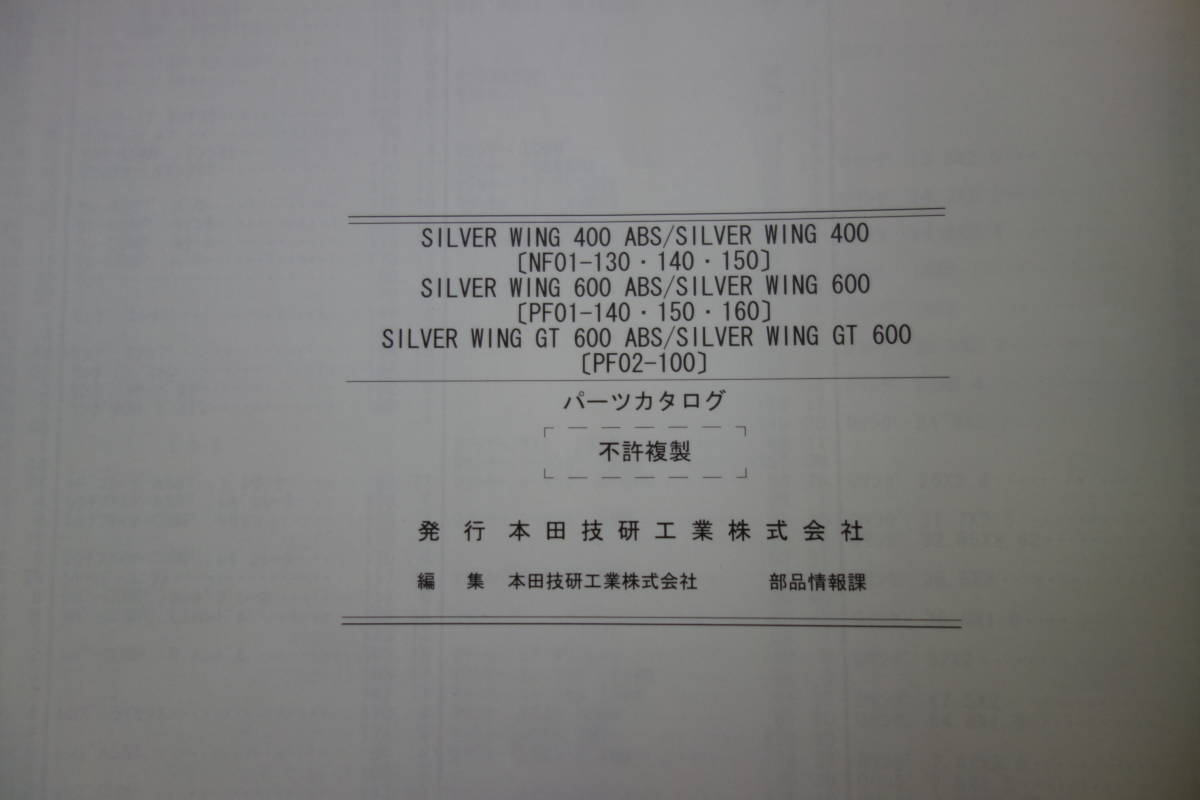 SILVER WING 400 ABS/SILVER WING 400
〔NF01-130・140・150〕
SILVER WING 600 ABS/SILVER WING 600
〔PF01-140・150・160〕
SILVER WING GT 600 ABS/SILVER WING GT 600
〔PF02-100〕
パーツカタログ
不許複製
発 行 本田技研工業株式会社
編 集 本田技研工業株式会社 部品情報課